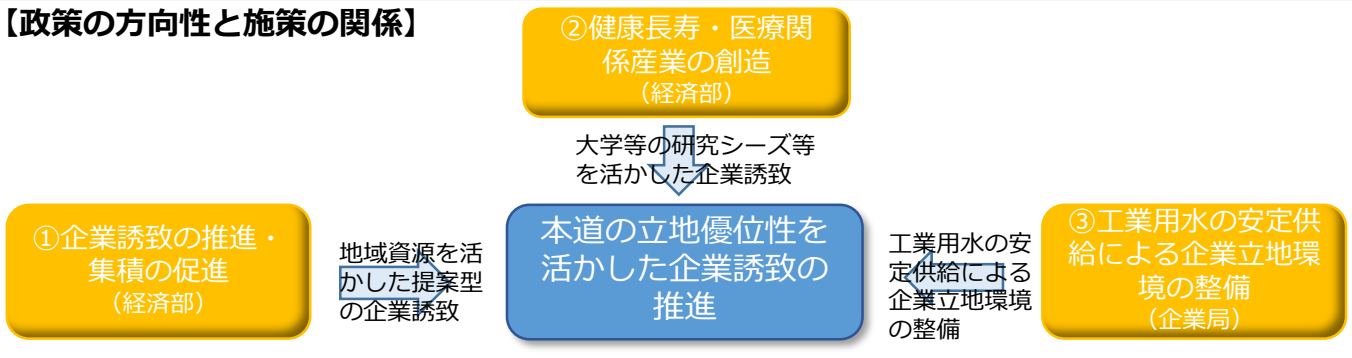 【政策の方向性と施策の関係】
②健康長寿・医療関
係産業の創造
（経済部）
大学等の研究シーズ等
を活かした企業誘致
①企業誘致の推進・
集積の促進
（経済部）
地域資源を活
かした提案型
の企業誘致
本道の立地優位性を
活かした企業誘致の
推進
工業用水の安
定供給による
企業立地環境
の整備
③工業用水の安定供
給による企業立地環
境の整備
（企業局）